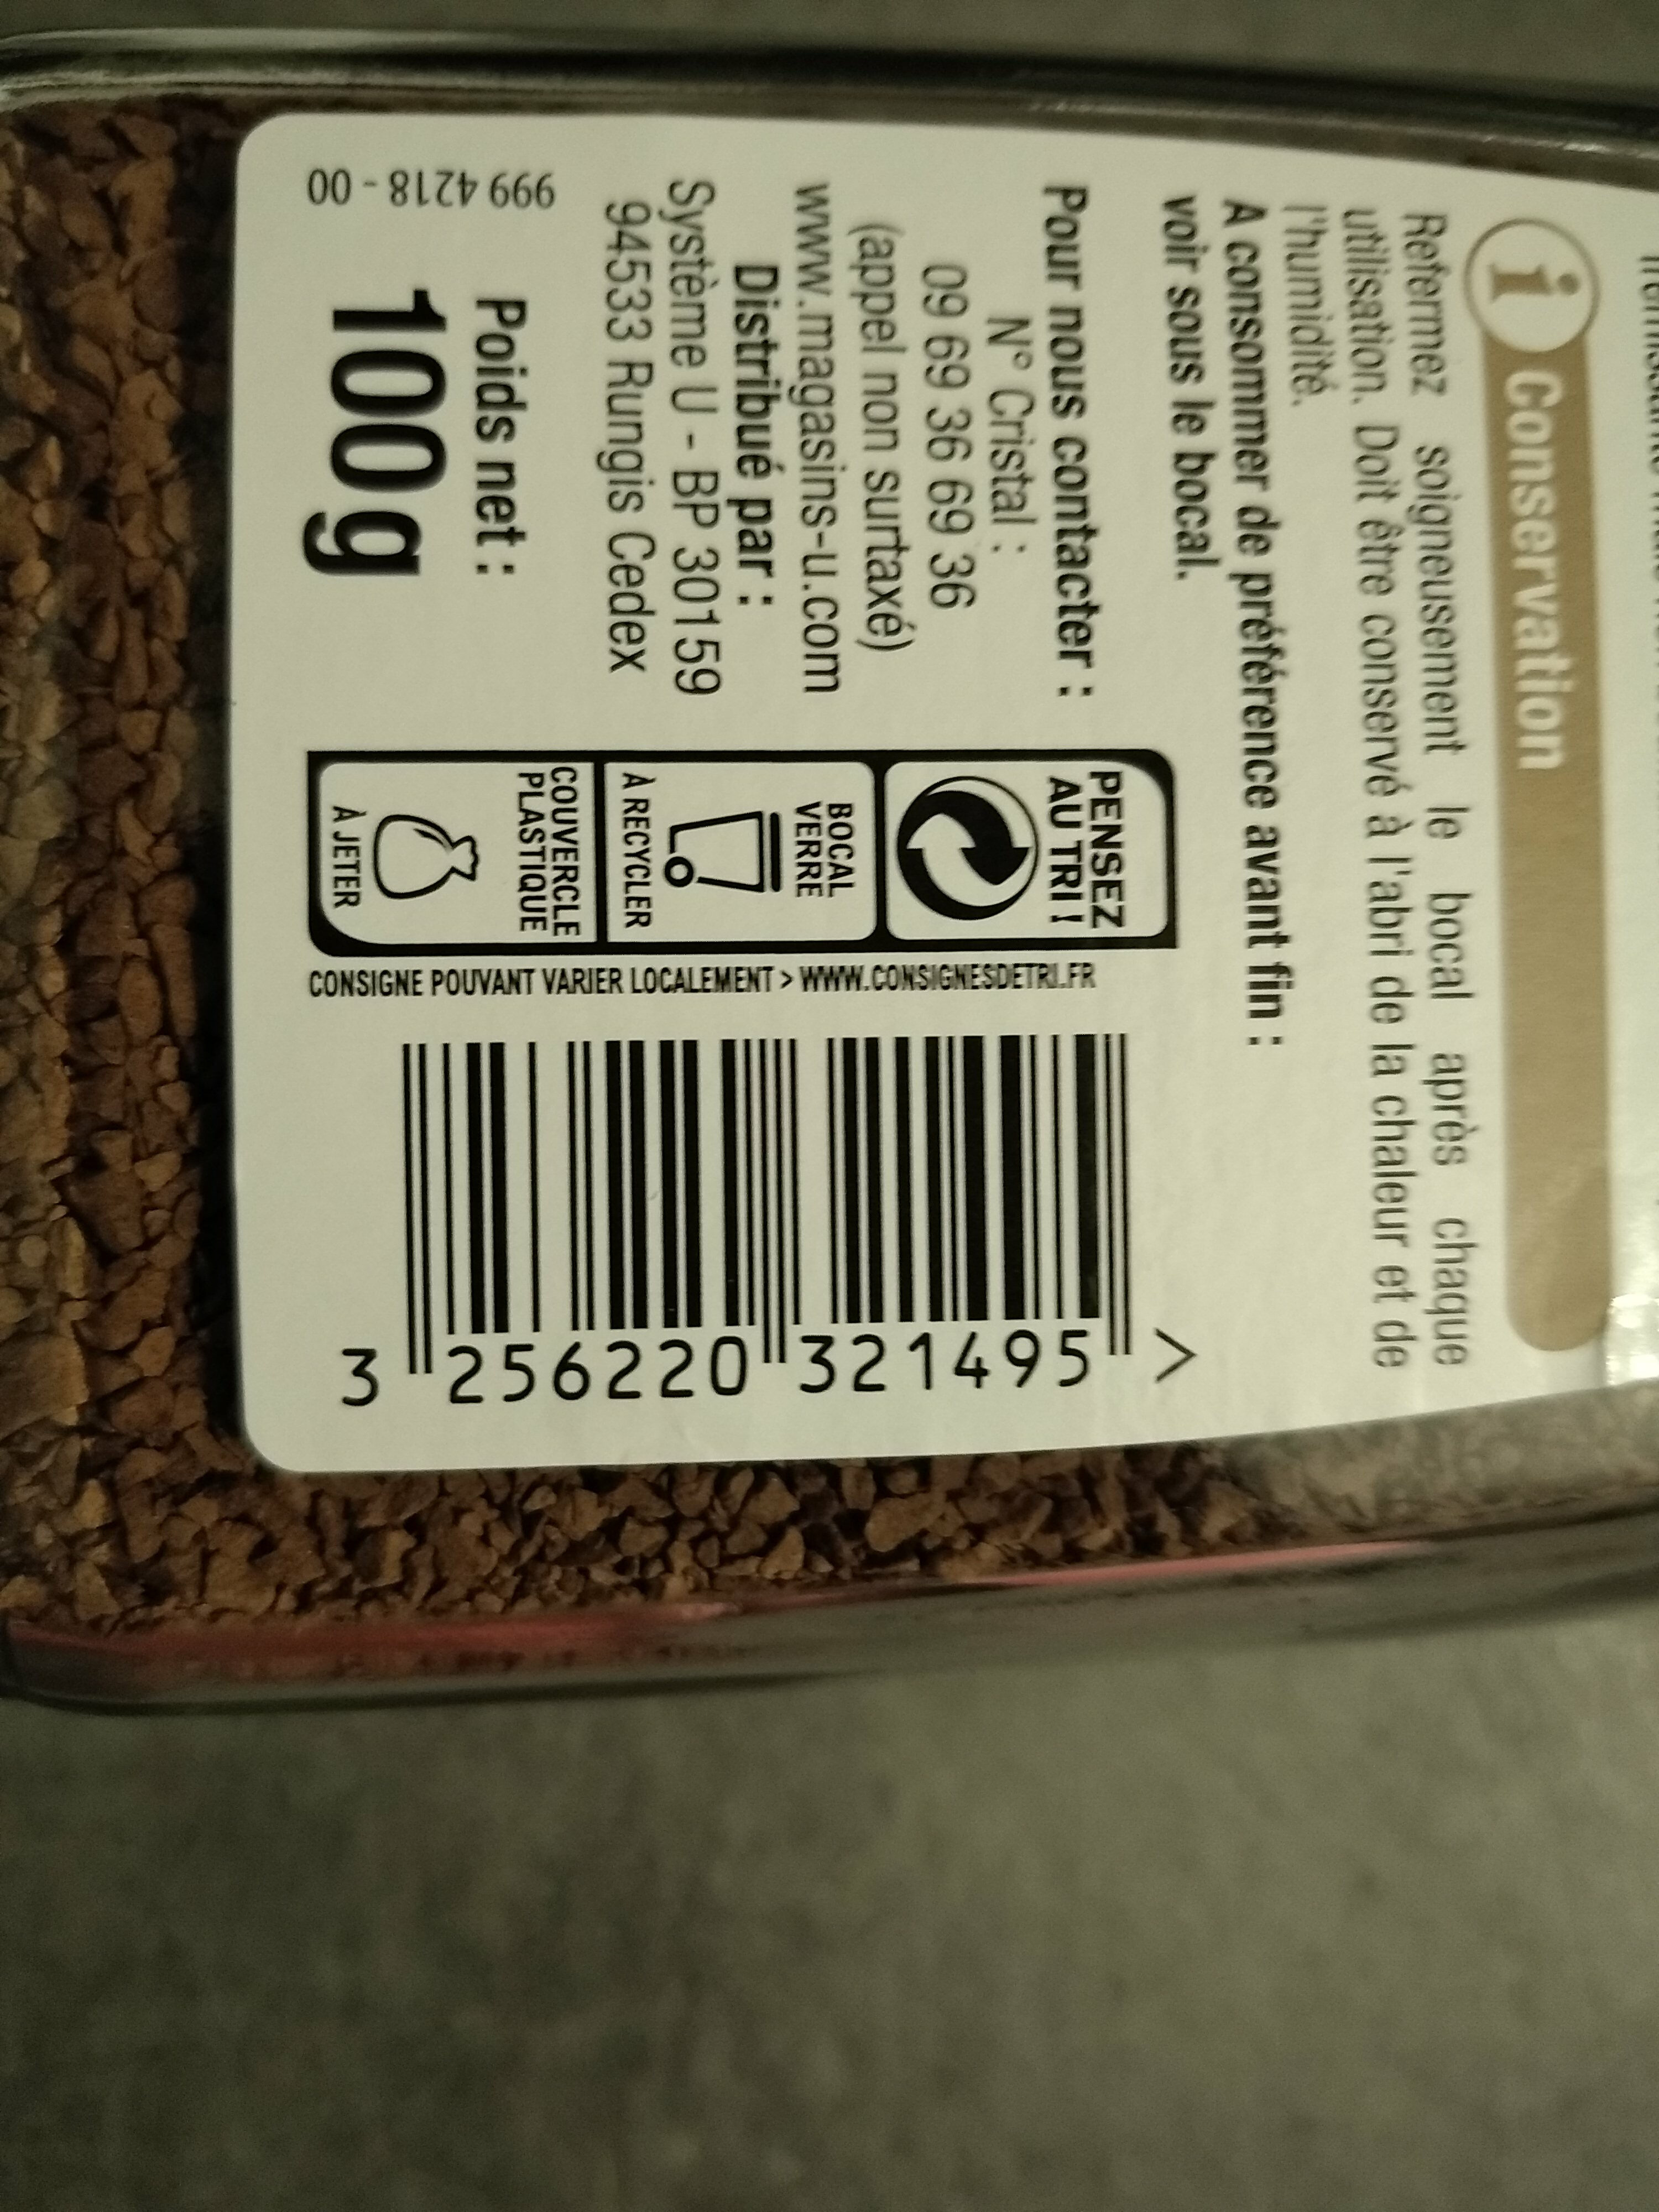 Conservation
Refermez soigneusement le bocal après chaque
utilisation. Doit être conservé à l'abri de la chaleur et de
l'humidité.
A consommer de préférence avant fin :
voir sous le bocal.
Pour nous contacter :
N° Cristal :
09 69 36 69 36
(appel non surtaxé)
www.magasins-u.com
Distribué par :
Système U - BP 30159
94533 Rungis Cedex
Poids net :
100 g
999 4218 - 00
PENSEZ
AU TRI !
BOCAL
VERRE
À RECYCLER
COUVERCLE
PLASTIQUE
À JETER
CONSIGNE POUVANT VARIER LOCALEMENT > WWW.CONSIGNESDETRI.FR
3 256220 321495 >